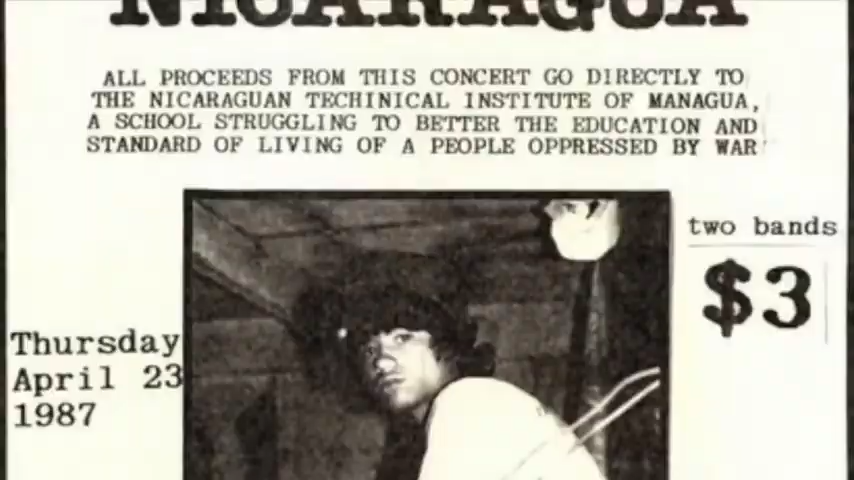 NICARAGUA
ALL PROCEEDS FROM THIS CONCERT GO DIRECTLY TO
THE NICARAGUAN TECHINICAL INSTITUTE OF MANAGUA,
A SCHOOL STRUGGLING TO BETTER THE EDUCATION AND
STANDARD OF LIVING OF A PEOPLE OPPRESSED BY WAR
two bands
$3
Thursday
April 23
1987